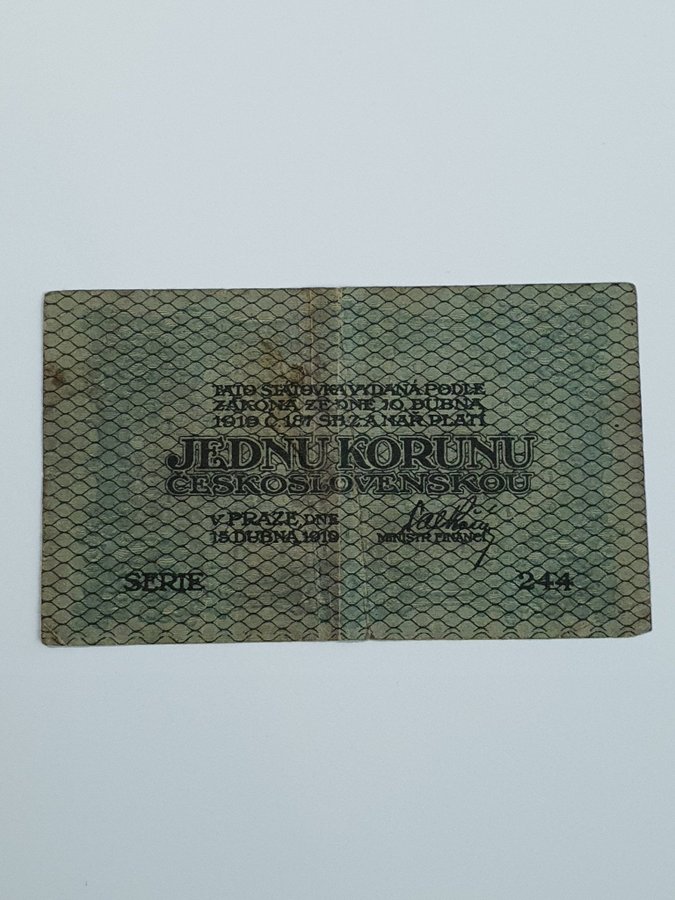 TATO STÁTOVKA VYDANÁ PODLE
ZÁKONA ZE DNE 10. DUBNA
1919 Č. 187 SB. Z. A NAŘ. PLATÍ
JEDNU KORUNU
ČESKOSLOVENSKOU
V PRAZE DNE
15. DUBNA 1919
MINISTR FINANCÍ
SERIE 244